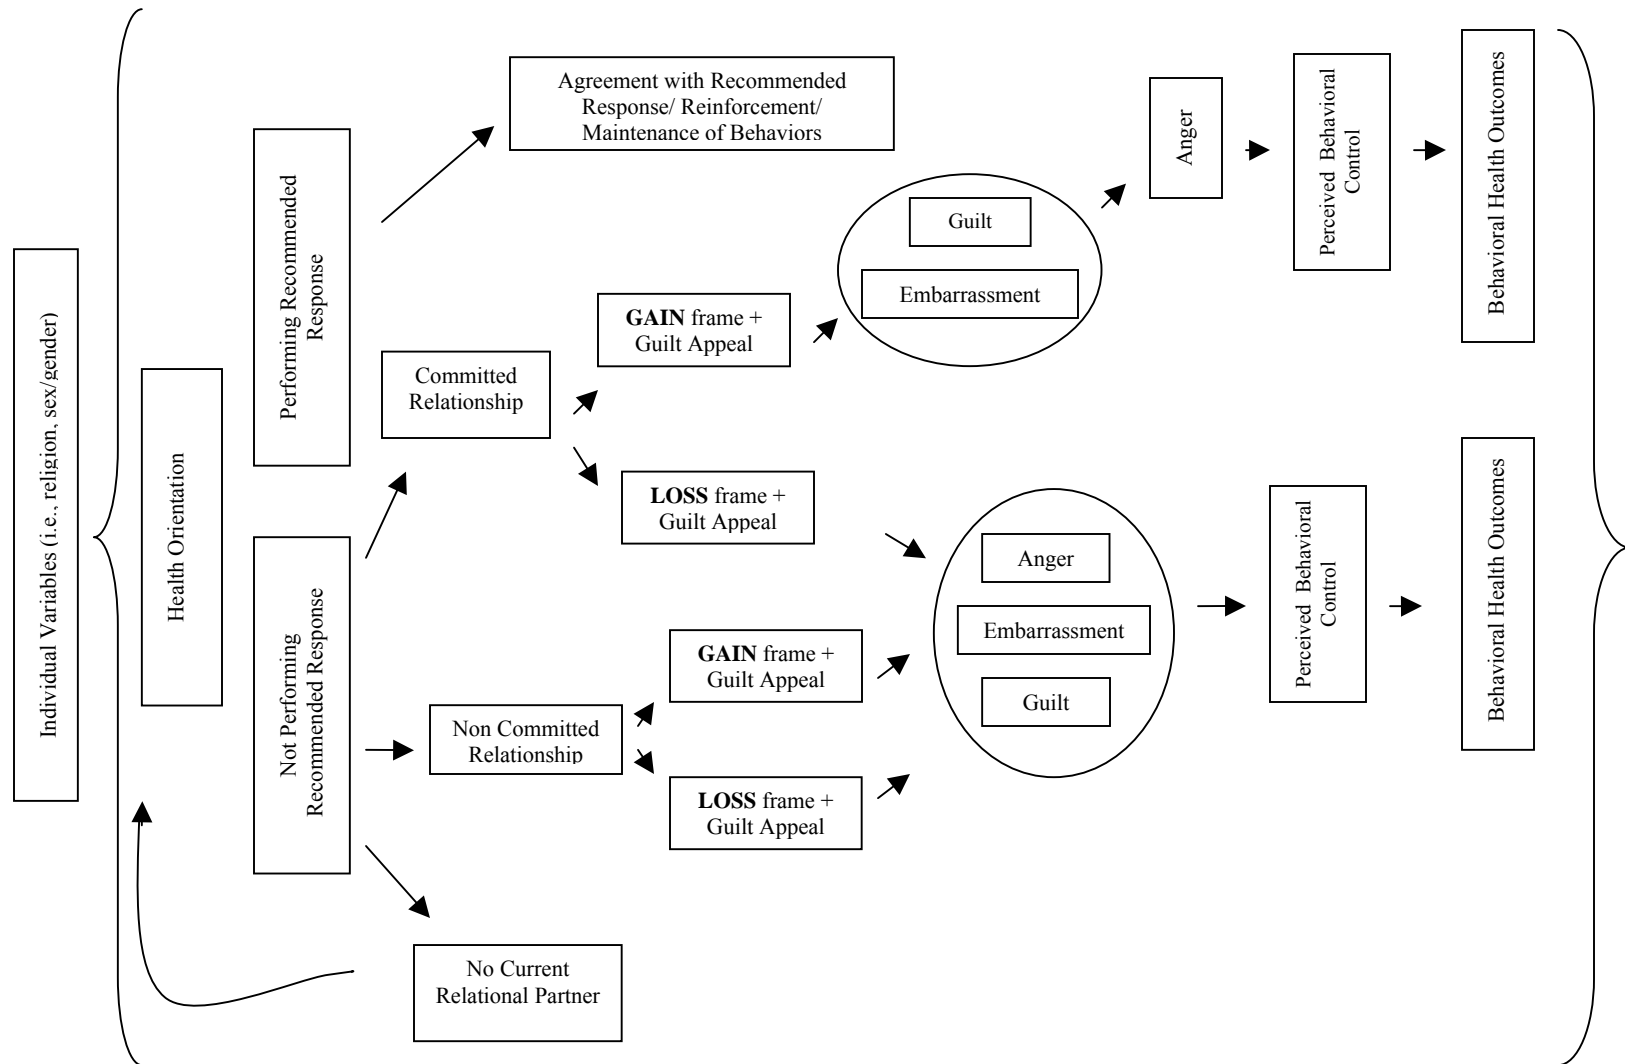 Individual Variables (i.e., religion, sex/gender)
Health Orientation
Performing Recommended
Response
Not Performing
Recommended Response
Agreement with Recommended
Response/ Reinforcement/
Maintenance of Behaviors
Committed
Relationship
Non Committed
Relationship
No Current
Relational Partner
GAIN frame +
Guilt Appeal
LOSS frame +
Guilt Appeal
GAIN frame +
Guilt Appeal
LOSS frame +
Guilt Appeal
Guilt
Embarrassment
Anger
Embarrassment
Guilt
Anger
Perceived Behavioral
Control
Behavioral Health Outcomes
Perceived Behavioral
Control
Behavioral Health Outcomes